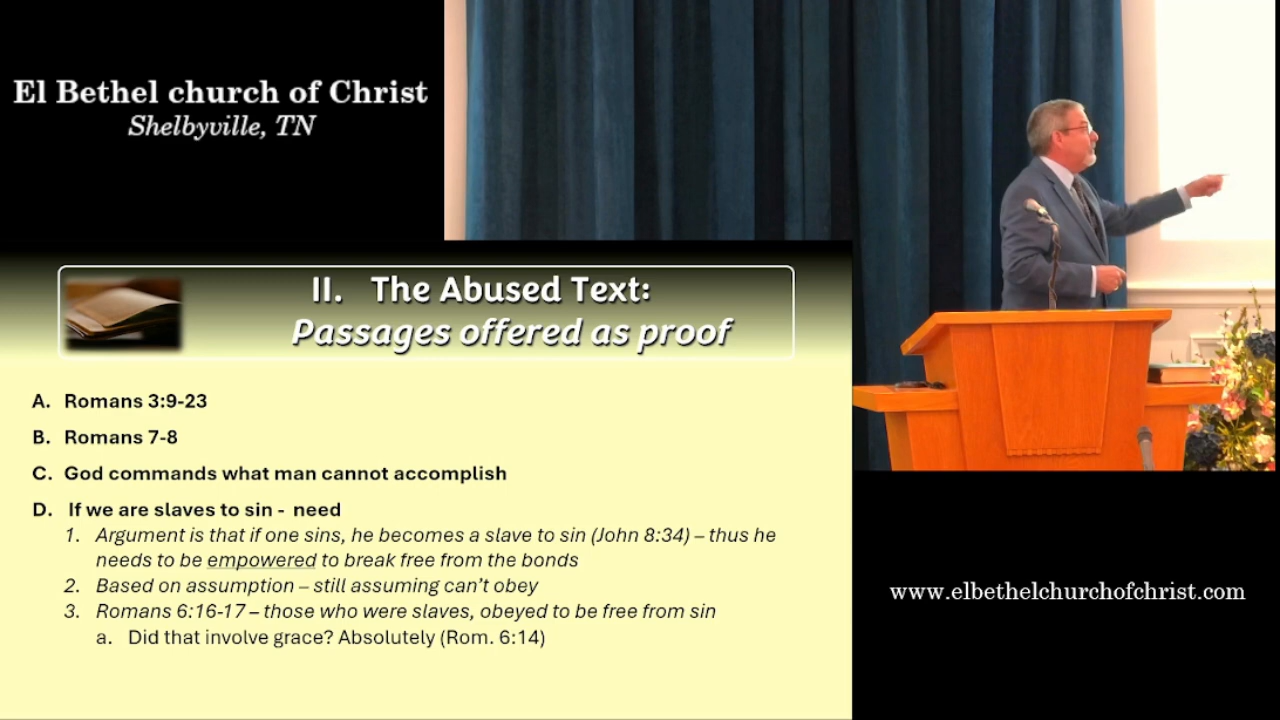 El Bethel church of Christ
Shelbyville, TN
II. The Abused Text:
Passages offered as proof
A. Romans 3:9-23
B. Romans 7-8
C. God commands what man cannot accomplish
D. If we are slaves to sin - need
1. Argument is that if one sins, he becomes a slave to sin (John 8:34) – thus he
needs to be empowered to break free from the bonds
2. Based on assumption – still assuming can't obey
3. Romans 6:16-17 – those who were slaves, obeyed to be free from sin
a. Did that involve grace? Absolutely (Rom. 6:14)
www.elbethelchurchofchrist.com